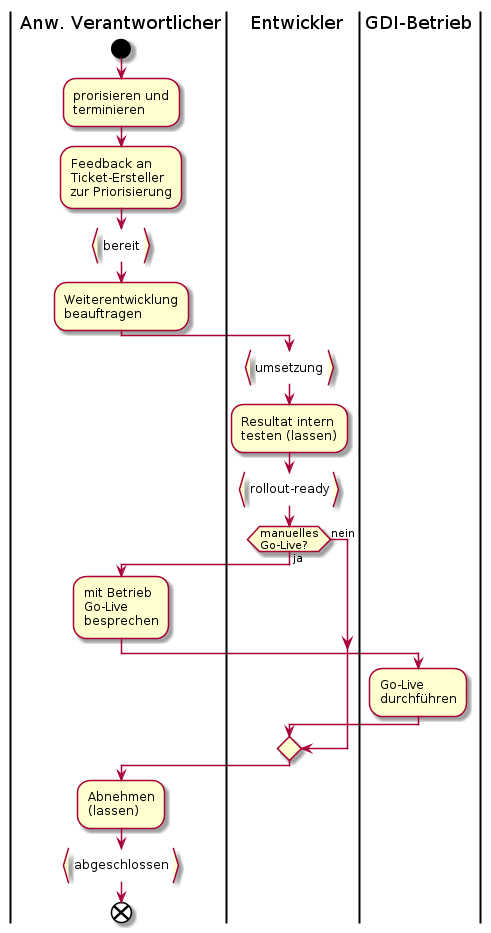 Anw. Verantwortlicher
Entwickler
GDI-Betrieb
prorisieren und
terminieren
Feedback an
Ticket-Ersteller
zur Priorisierung
bereit
Weiterentwicklung
beauftragen
umsetzung
Resultat intern
testen (lassen)
rollout-ready
manuelles
Go-Live?
nein
ja
mit Betrieb
Go-Live
besprechen
Go-Live
durchführen
Abnehmen
(lassen)
abgeschlossen